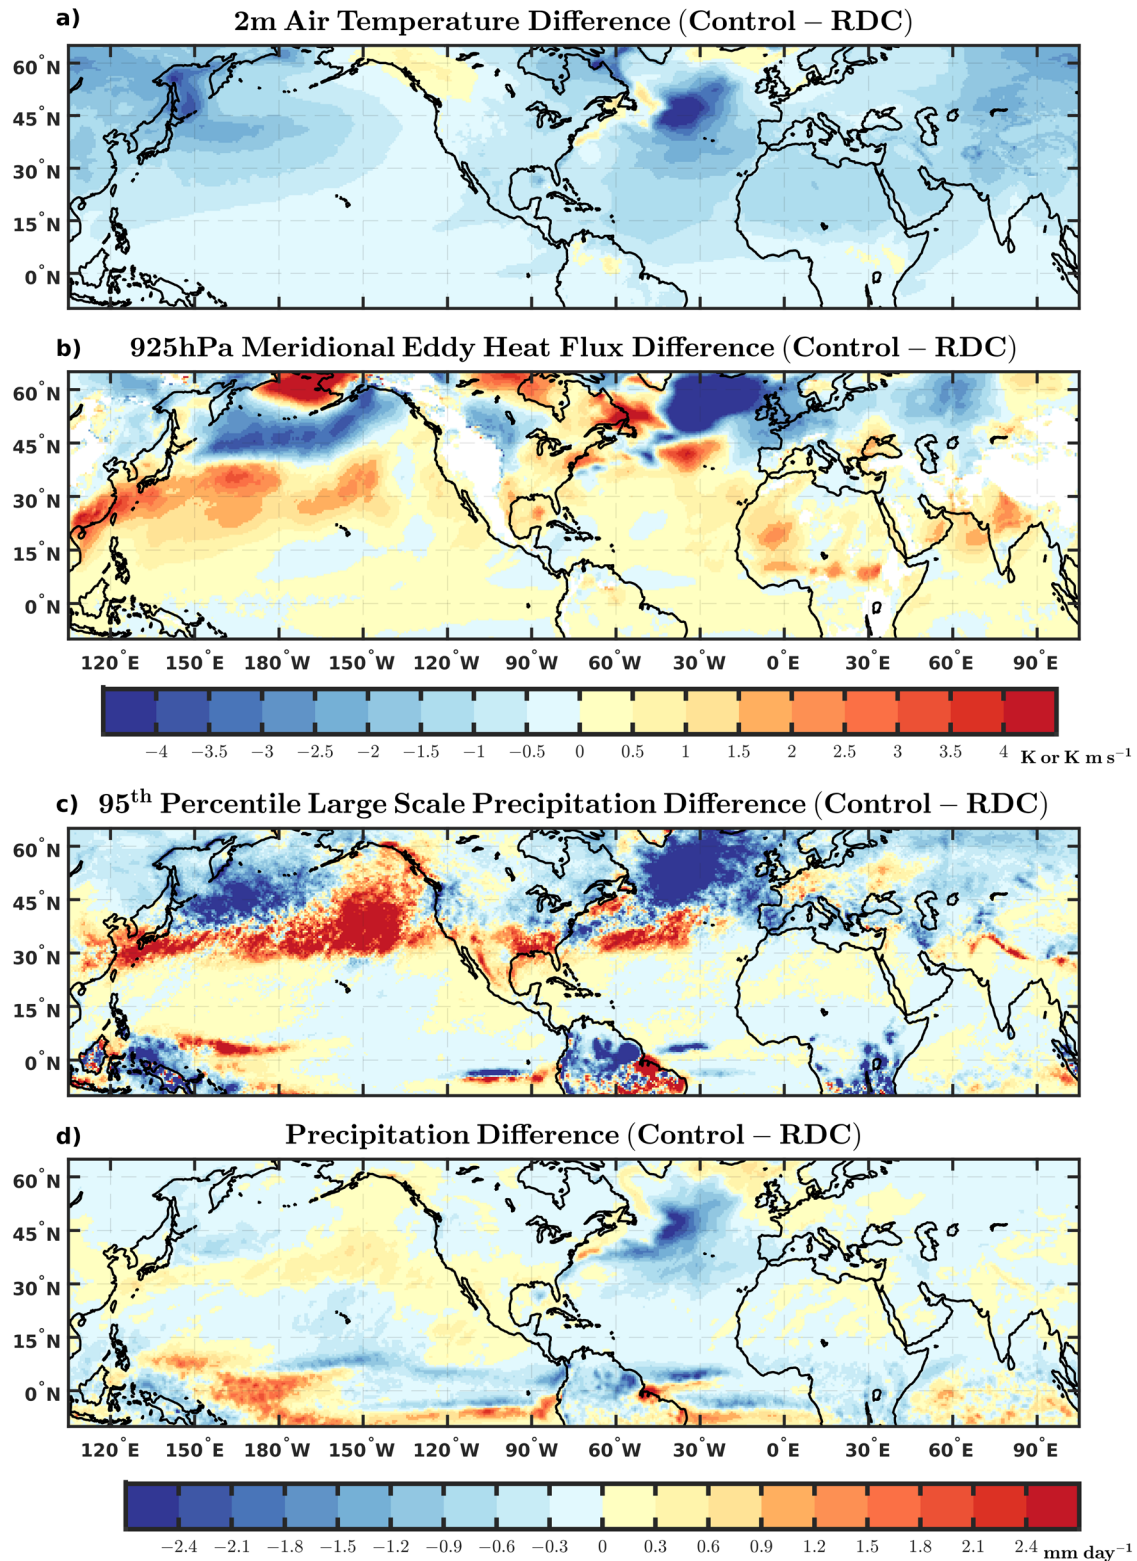 a)
2m Air Temperature Difference (Control − RDC)
60°N
45°N
30°N
15°N
0°N
b)
925hPa Meridional Eddy Heat Flux Difference (Control − RDC)
60°N
45°N
30°N
15°N
0°N
120°E 150°E 180°W 150°W 120°W 90°W 60°W 30°W 0°E 30°E 60°E 90°E
−4 −3.5 −3 −2.5 −2 −1.5 −1 −0.5 0 0.5 1 1.5 2 2.5 3 3.5 4 K or K m s⁻¹
c)
95th Percentile Large Scale Precipitation Difference (Control − RDC)
60°N
45°N
30°N
15°N
0°N
d)
Precipitation Difference (Control − RDC)
60°N
45°N
30°N
15°N
0°N
120°E 150°E 180°W 150°W 120°W 90°W 60°W 30°W 0°E 30°E 60°E 90°E
−2.4 −2.1 −1.8 −1.5 −1.2 −0.9 −0.6 −0.3 0 0.3 0.6 0.9 1.2 1.5 1.8 2.1 2.4 mm day⁻¹